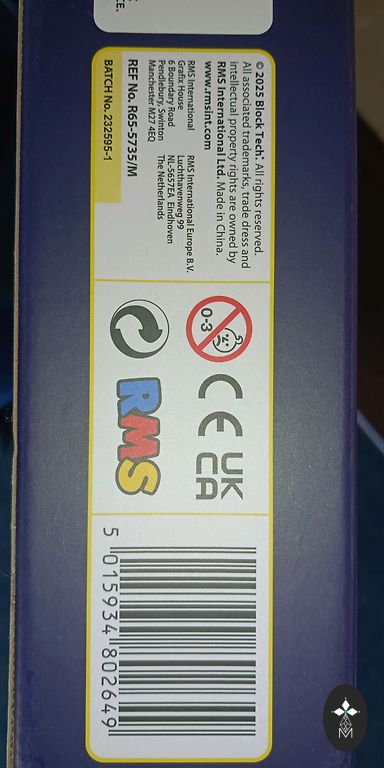 CE.
© 2025 Block Tech. All rights reserved.
All associated trademarks, trade dress and
intellectual property rights are owned by
RMS International Ltd. Made in China.
www.rmsint.com
RMS International
Grafix House
6 Boundary Road
Pendlebury, Swinton
Manchester M27 4EQ
RMS International Europe B.V.
Luchthavenweg 99
NL-5657EA Eindhoven
The Netherlands
REF No. R65-5735/M
BATCH No. 232595-1
0-3
CE
UK
CA
RMS
5 015934 802649
M